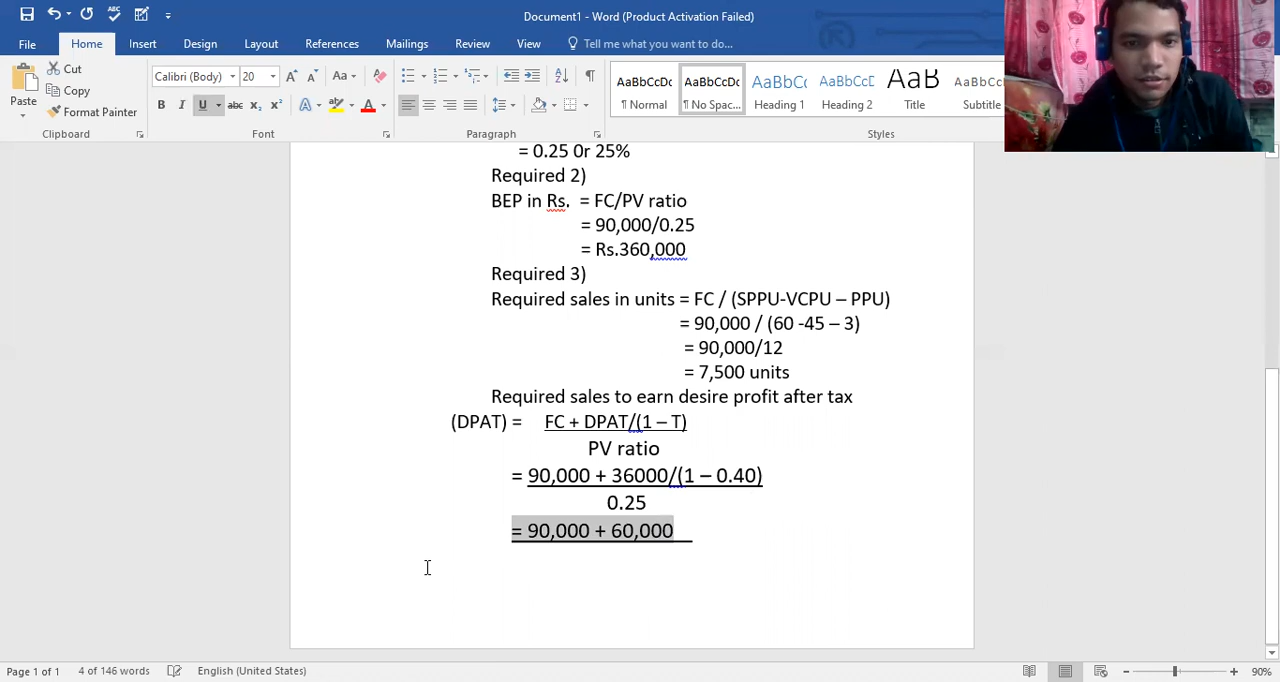 Document1 - Word (Product Activation Failed)
File Home Insert Design Layout References Mailings Review View Tell me what you want to do...
Paste Cut Copy Format Painter Clipboard
Calibri (Body) 20 Font
Paragraph
AaBbCcDc AaBbCcDc AaBbCc AaBbCcE AaB AaBbCcD
¶ Normal ¶ No Spac... Heading 1 Heading 2 Title Subtitle
Styles
= 0.25 0r 25%
Required 2)
BEP in Rs. = FC/PV ratio
= 90,000/0.25
= Rs.360,000
Required 3)
Required sales in units = FC / (SPPU-VCPU – PPU)
= 90,000 / (60 -45 – 3)
= 90,000/12
= 7,500 units
Required sales to earn desire profit after tax
(DPAT) = FC + DPAT/(1 – T)
PV ratio
= 90,000 + 36000/(1 – 0.40)
0.25
= 90,000 + 60,000
Page 1 of 1 4 of 146 words English (United States) 90%